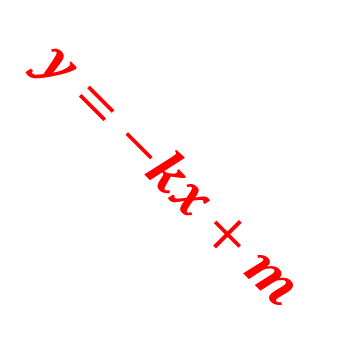 y = −kx + m